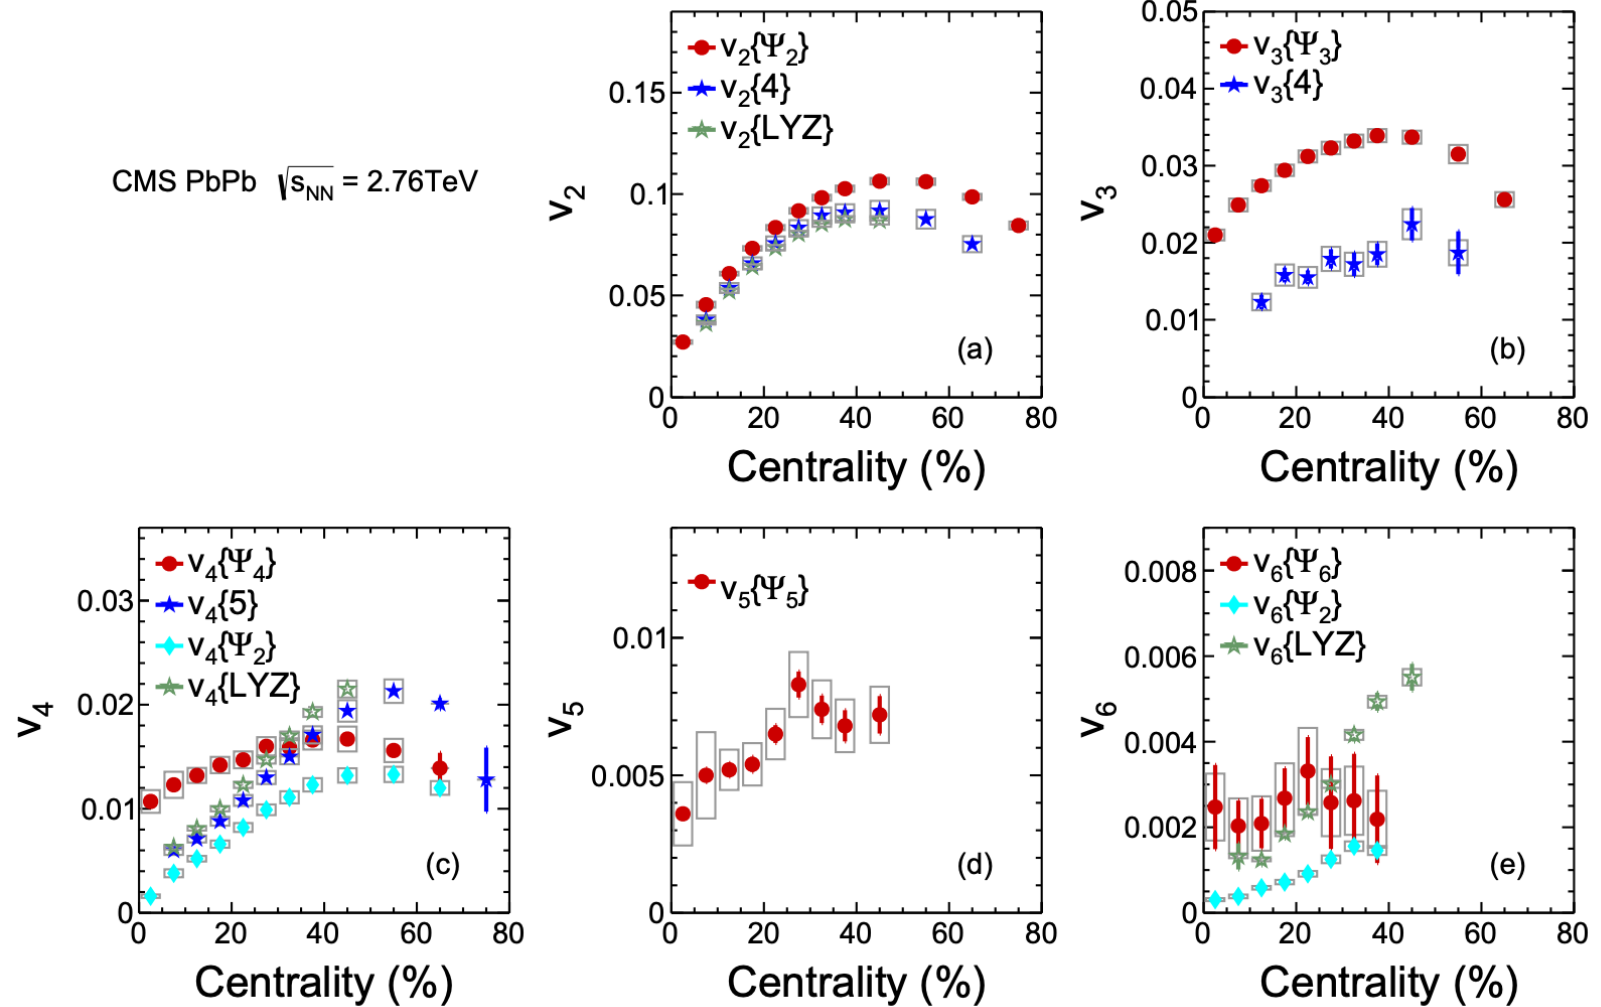 CMS PbPb √sNN = 2.76TeV
v2{Ψ2}
v2{4}
v2{LYZ}
0.15
0.1
0.05
0
v2
(a)
0 20 40 60 80
Centrality (%)
v3{Ψ3}
v3{4}
0.05
0.04
0.03
0.02
0.01
0
v3
(b)
0 20 40 60 80
Centrality (%)
v4{Ψ4}
v4{5}
v4{Ψ2}
v4{LYZ}
0.03
0.02
0.01
0
v4
(c)
0 20 40 60 80
Centrality (%)
v5{Ψ5}
0.01
0.005
0
v5
(d)
0 20 40 60 80
Centrality (%)
v6{Ψ6}
v6{Ψ2}
v6{LYZ}
0.008
0.006
0.004
0.002
0
v6
(e)
0 20 40 60 80
Centrality (%)